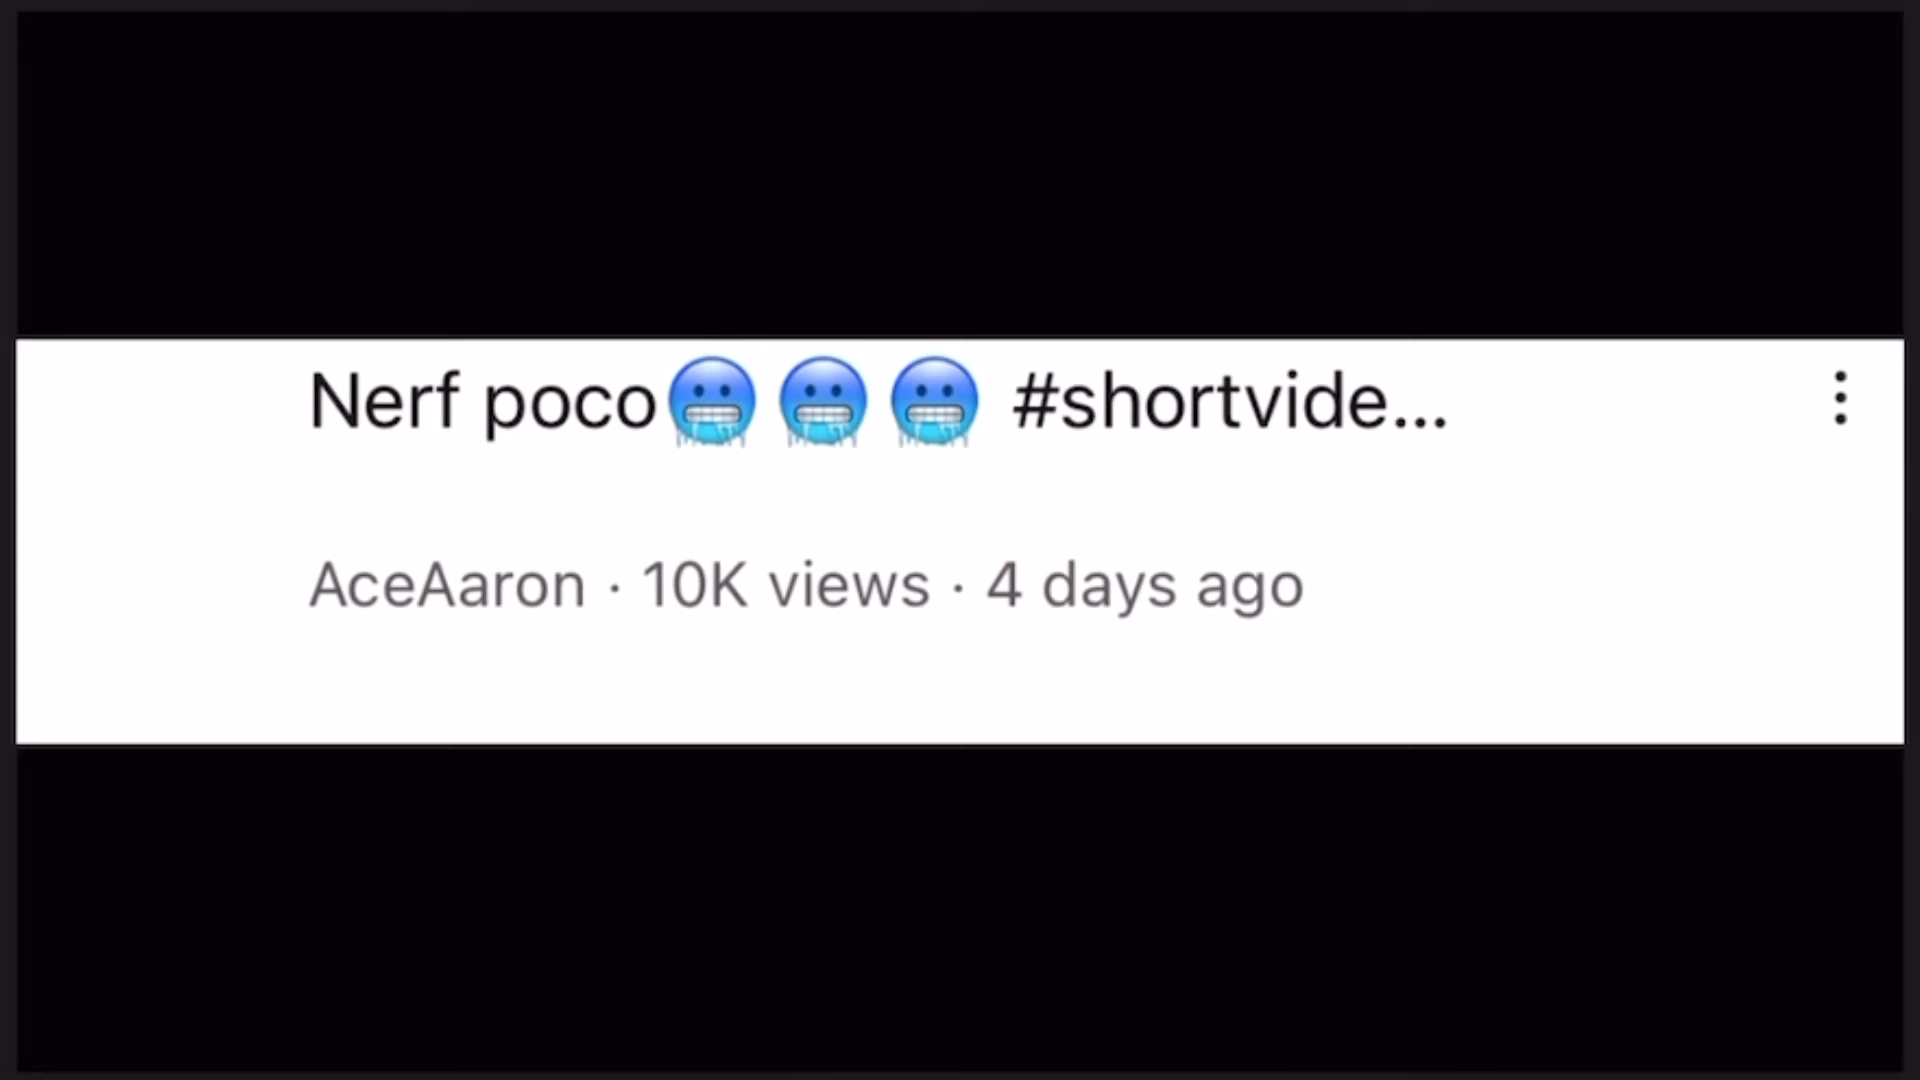 Nerf poco🥶🥶🥶 #shortvide...
AceAaron · 10K views · 4 days ago